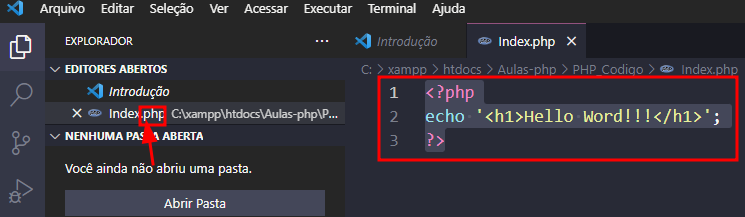 Arquivo Editar Seleção Ver Acessar Executar Terminal Ajuda
EXPLORADOR ···
EDITORES ABERTOS
Introdução
Index.php C:\xampp\htdocs\Aulas-php\P...
NENHUMA PASTA ABERTA
Você ainda não abriu uma pasta.
Abrir Pasta
Introdução Index.php
C: > xampp > htdocs > Aulas-php > PHP_Codigo > Index.php
1 <?php
2 echo '<h1>Hello Word!!!</h1>';
3 ?>